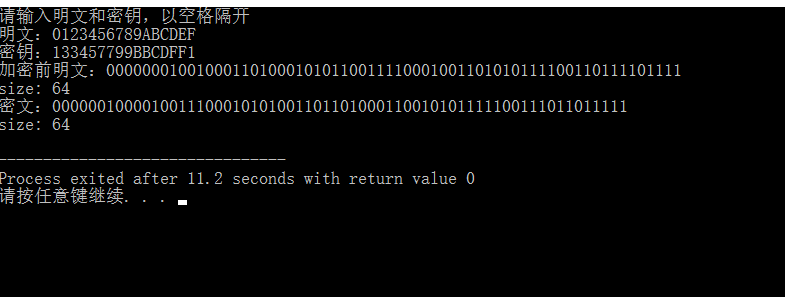 请输入明文和密钥，以空格隔开
明文：0123456789ABCDEF
密钥：133457799BBCDFF1
加密前明文：0000000100100011010001010110011110001001101010111100110111101111
size: 64
密文：0000001000010011100010101001101101000110010101111100111011011111
size: 64
--------------------------------
Process exited after 11.2 seconds with return value 0
请按任意键继续. . .